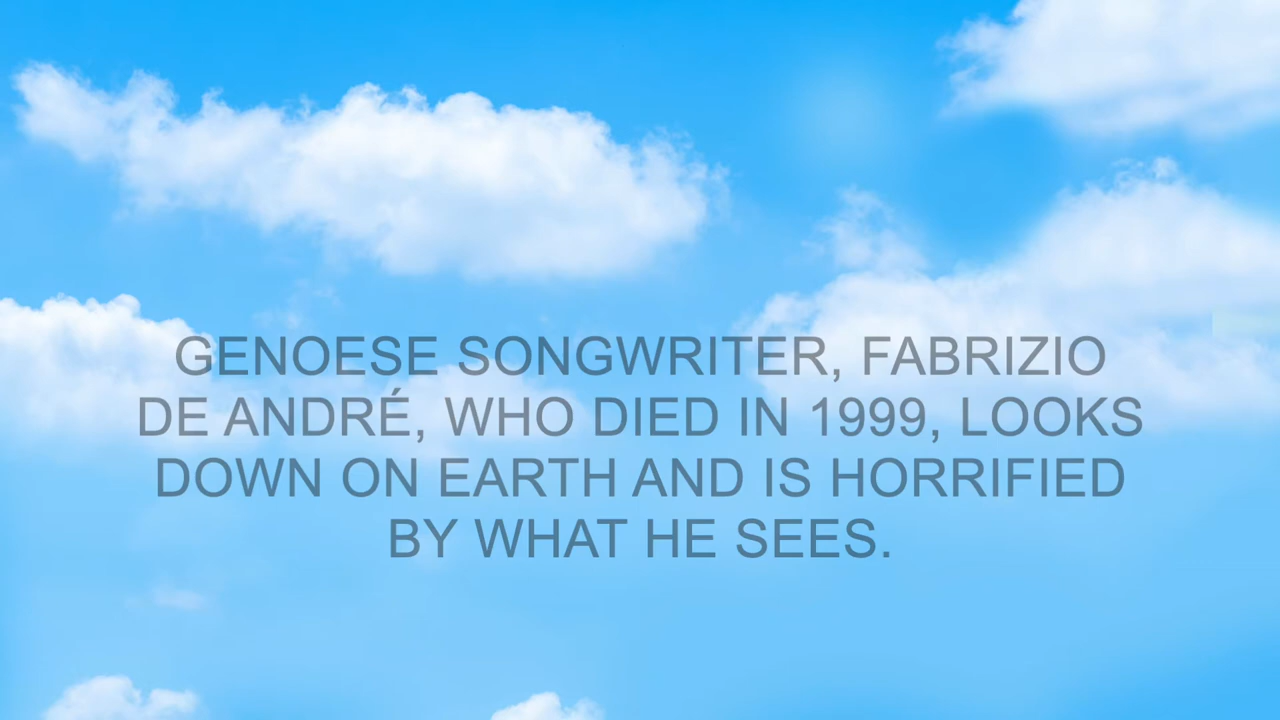 GENOESE SONGWRITER, FABRIZIO
DE ANDRÉ, WHO DIED IN 1999, LOOKS
DOWN ON EARTH AND IS HORRIFIED
BY WHAT HE SEES.